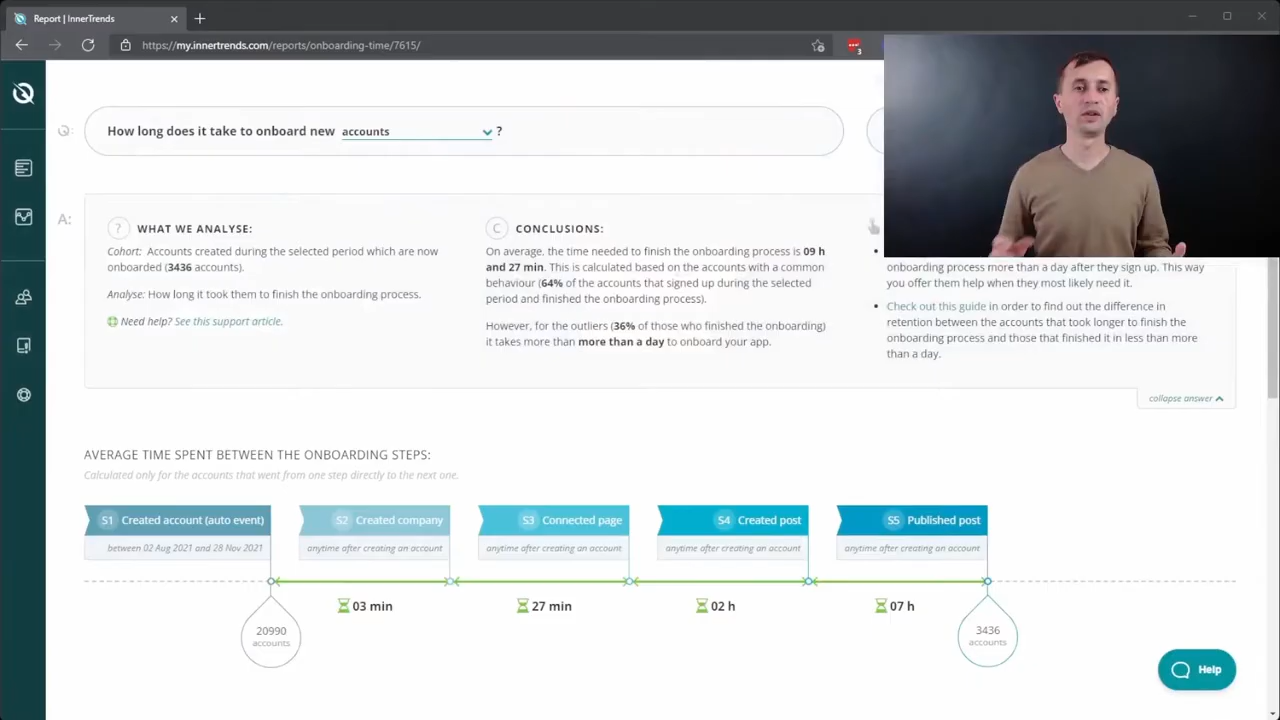 Report | InnerTrends
https://my.innertrends.com/reports/onboarding-time/7615/
3
Q:
How long does it take to onboard new accounts ?
A:
? WHAT WE ANALYSE:
Cohort: Accounts created during the selected period which are now
onboarded (3436 accounts).
Analyse: How long it took them to finish the onboarding process.
Need help? See this support article.
C CONCLUSIONS:
On average, the time needed to finish the onboarding process is 09 h
and 27 min. This is calculated based on the accounts with a common
behaviour (64% of the accounts that signed up during the selected
period and finished the onboarding process).
However, for the outliers (36% of those who finished the onboarding)
it takes more than more than a day to onboard your app.
onboarding process more than a day after they sign up. This way
you offer them help when they most likely need it.
Check out this guide in order to find out the difference in
retention between the accounts that took longer to finish the
onboarding process and those that finished it in less than more
than a day.
collapse answer
AVERAGE TIME SPENT BETWEEN THE ONBOARDING STEPS:
Calculated only for the accounts that went from one step directly to the next one.
S1 Created account (auto event)
between 02 Aug 2021 and 28 Nov 2021
S2 Created company
anytime after creating an account
S3 Connected page
anytime after creating an account
S4 Created post
anytime after creating an account
S5 Published post
anytime after creating an account
03 min
27 min
02 h
07 h
20990
accounts
3436
accounts
Help